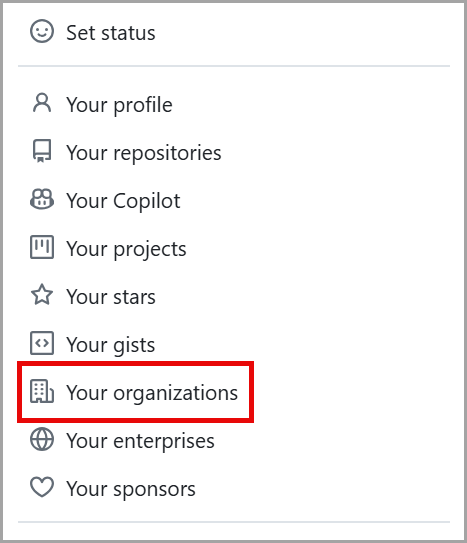 Set status
Your profile
Your repositories
Your Copilot
Your projects
Your stars
Your gists
Your organizations
Your enterprises
Your sponsors